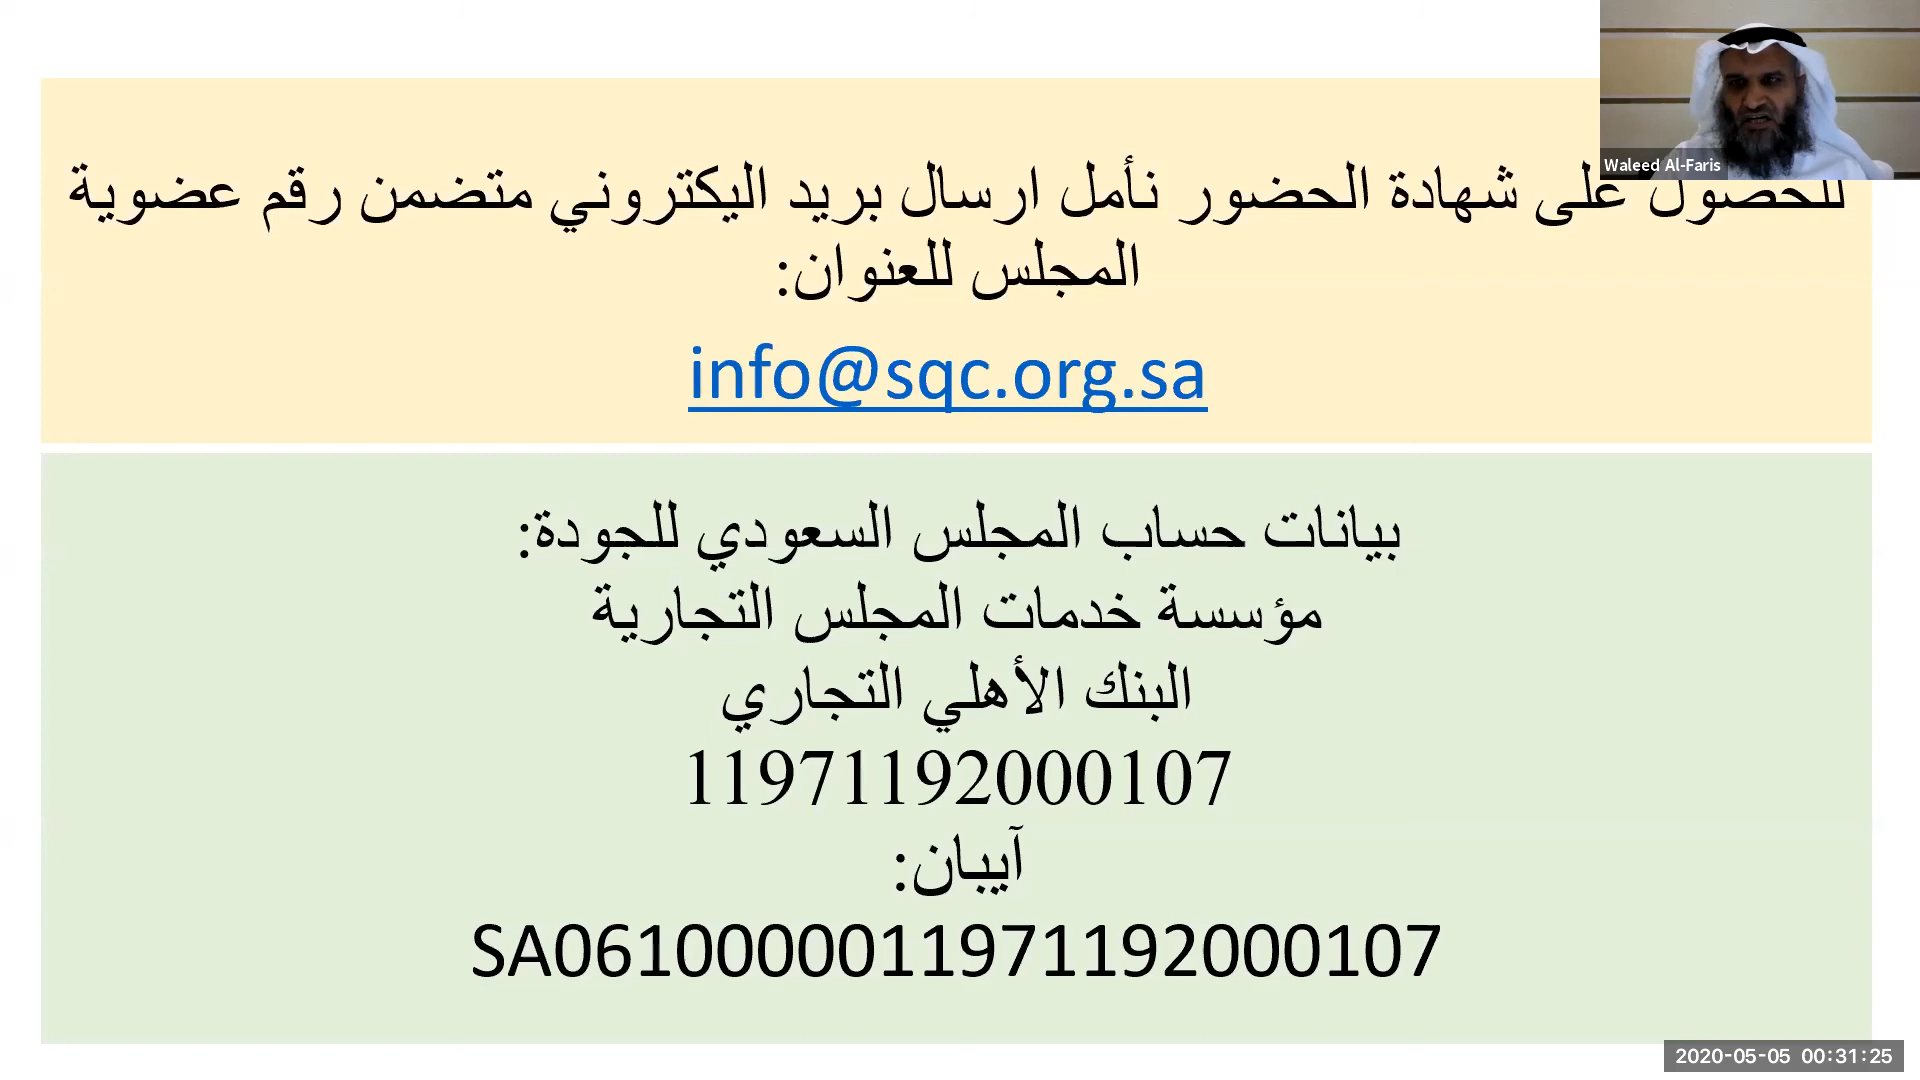 Waleed Al-Faris
للحصول على شهادة الحضور نأمل ارسال بريد اليكتروني متضمن رقم عضوية
المجلس للعنوان:
info@sqc.org.sa
بيانات حساب المجلس السعودي للجودة:
مؤسسة خدمات المجلس التجارية
البنك الأهلي التجاري
11971192000107
آيبان:
SA0610000011971192000107
2020-05-05 00:31:25